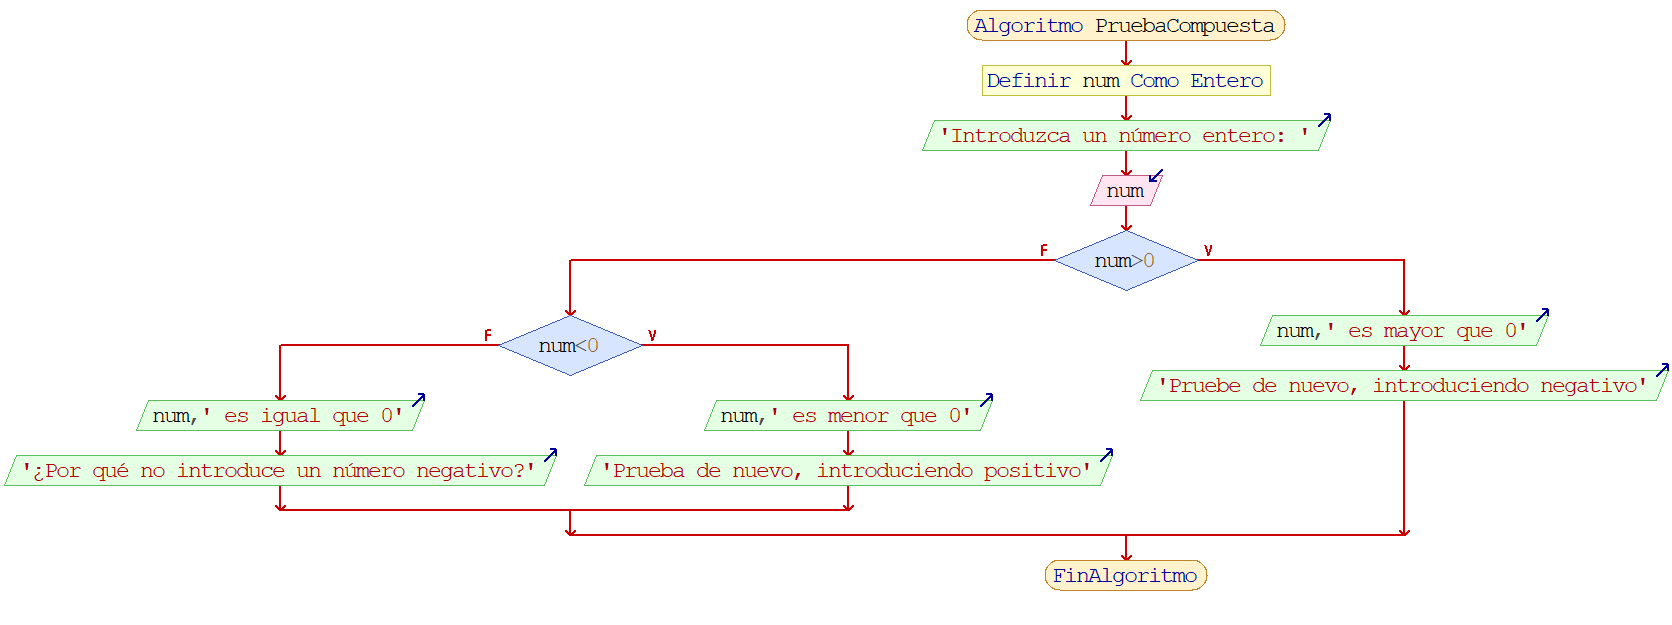 Algoritmo PruebaCompuesta
Definir num Como Entero
'Introduzca un número entero: '
num
num>0
F
V
num<0
F
V
num,' es mayor que 0'
'Pruebe de nuevo, introduciendo negativo'
num,' es igual que 0'
num,' es menor que 0'
'¿Por qué no introduce un número negativo?'
'Prueba de nuevo, introduciendo positivo'
FinAlgoritmo